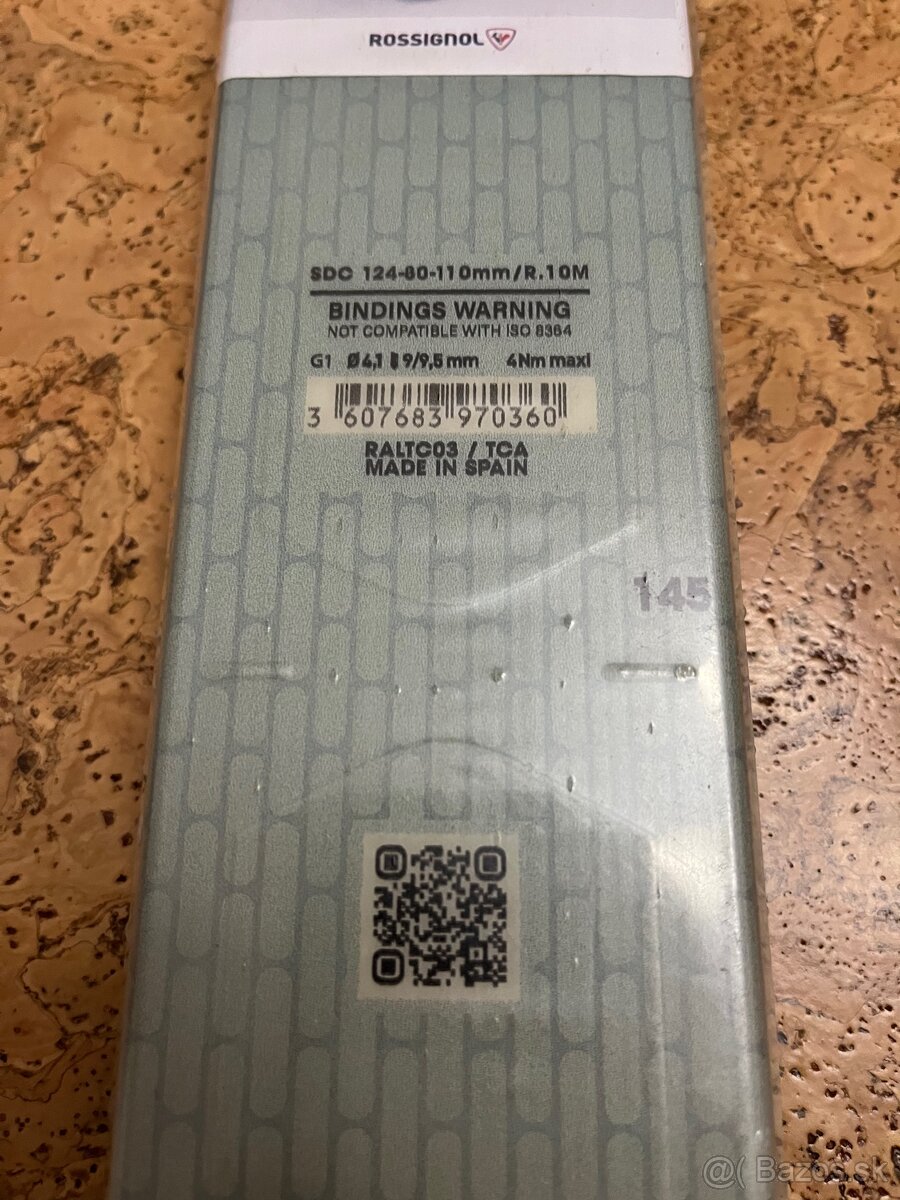 ROSSIGNOL
SDC 124-80-110mm/R.10M
BINDINGS WARNING
NOT COMPATIBLE WITH ISO 8364
G1 Ø4,1 9/9,5 mm 4Nm maxi
3 607683 970360
RALTC03 / TCA
MADE IN SPAIN
145
@( Bazos.sk